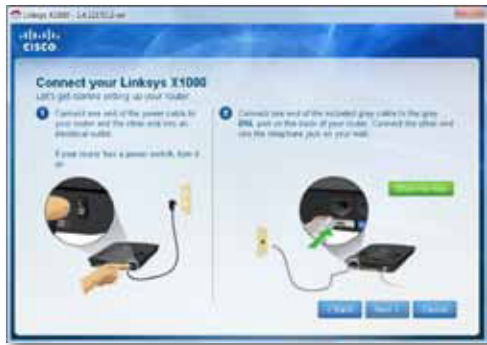 Linksys X1000 -
CISCO
Connect your Linksys X1000
Let's get started setting up your router.
1 Connect one end of the power cable to
your router and the other end into an
electrical outlet.
If your router has a power switch, turn it
on.
2 Connect one end of the included gray cable to the gray
DSL port on the back of your router. Connect the other end
into the telephone jack on your wall.
< Back
Next >
Cancel